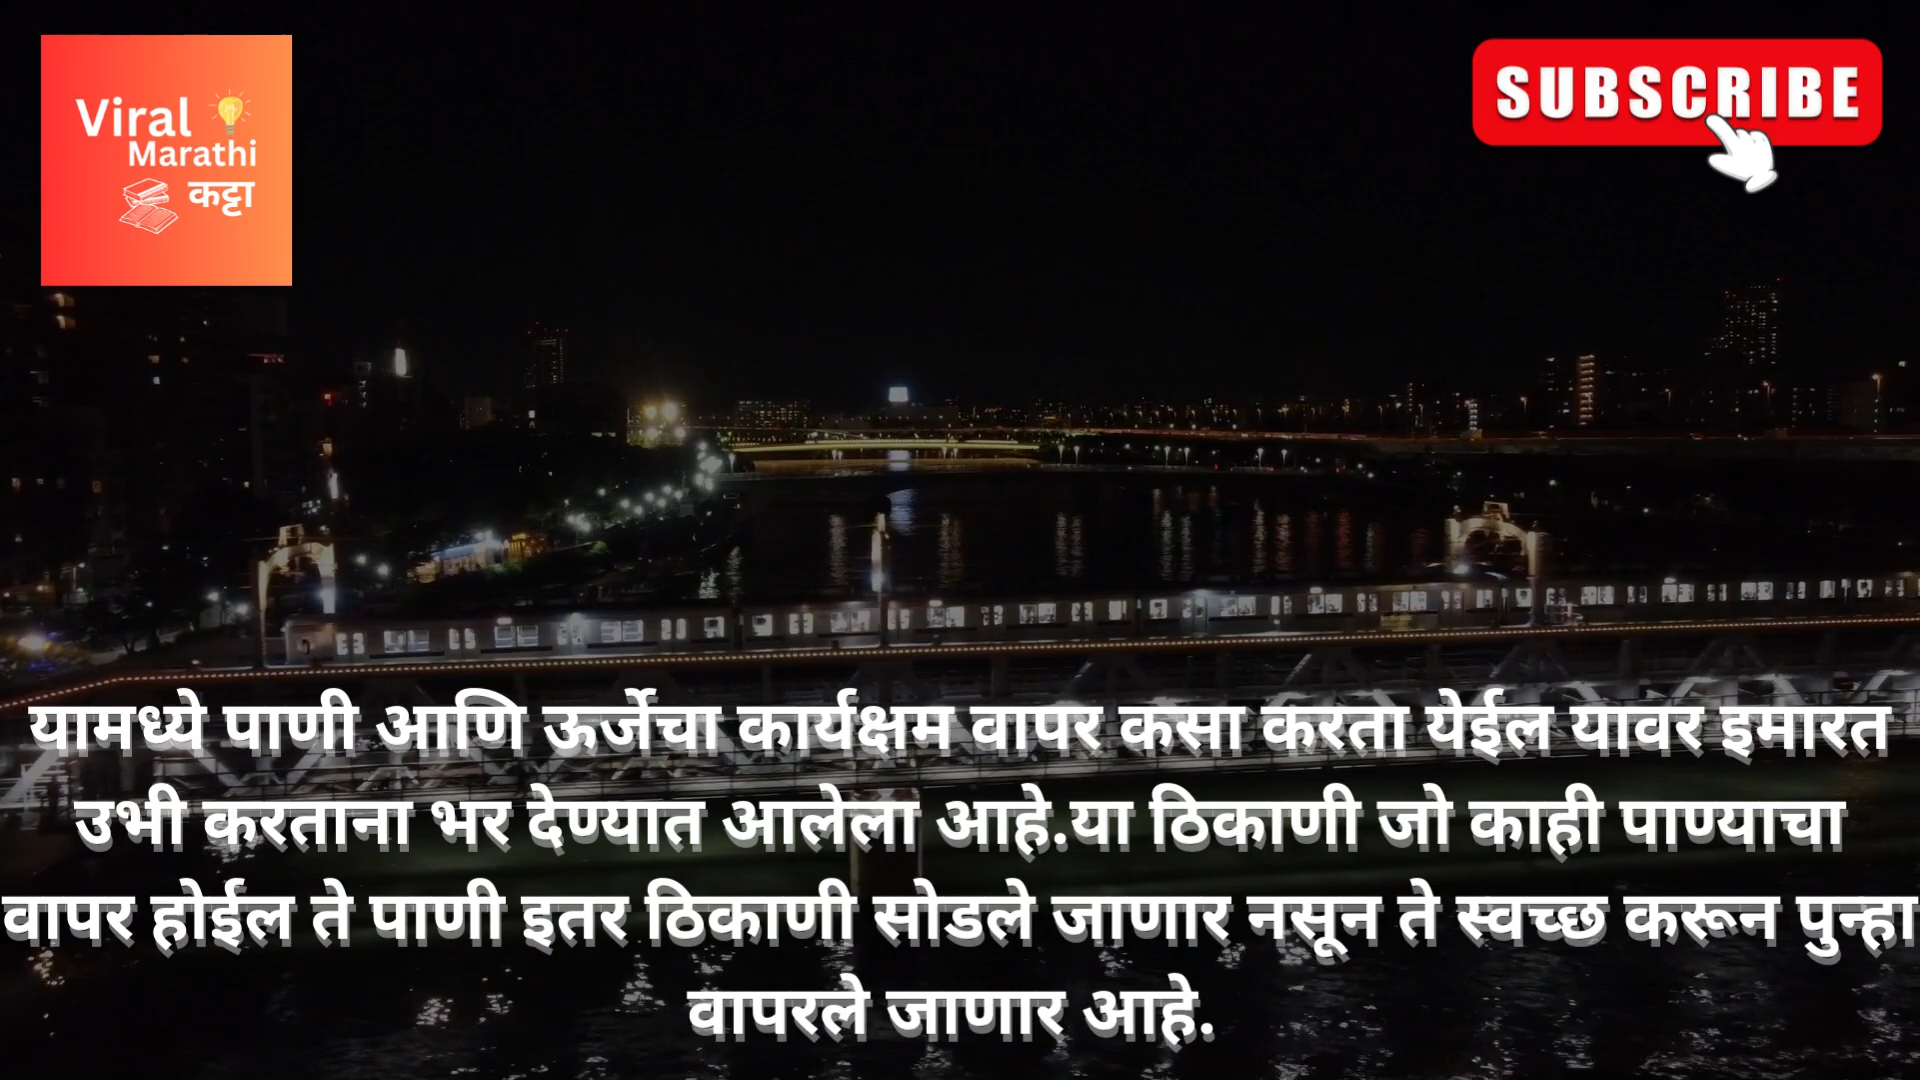 Viral
Marathi
कट्टा
SUBSCRIBE
यामध्ये पाणी आणि ऊर्जेचा कार्यक्षम वापर कसा करता येईल यावर इमारत
उभी करताना भर देण्यात आलेला आहे.या ठिकाणी जो काही पाण्याचा
वापर होईल ते पाणी इतर ठिकाणी सोडले जाणार नसून ते स्वच्छ करून पुन्हा
वापरले जाणार आहे.